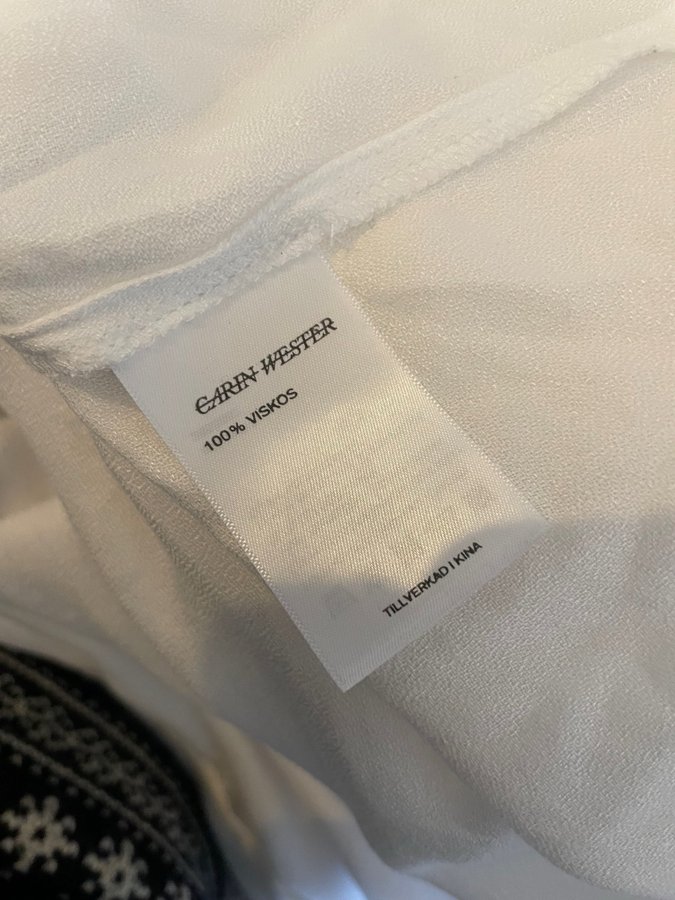 CARIN WESTER
100% VISKOS
TILLVERKAD I KINA